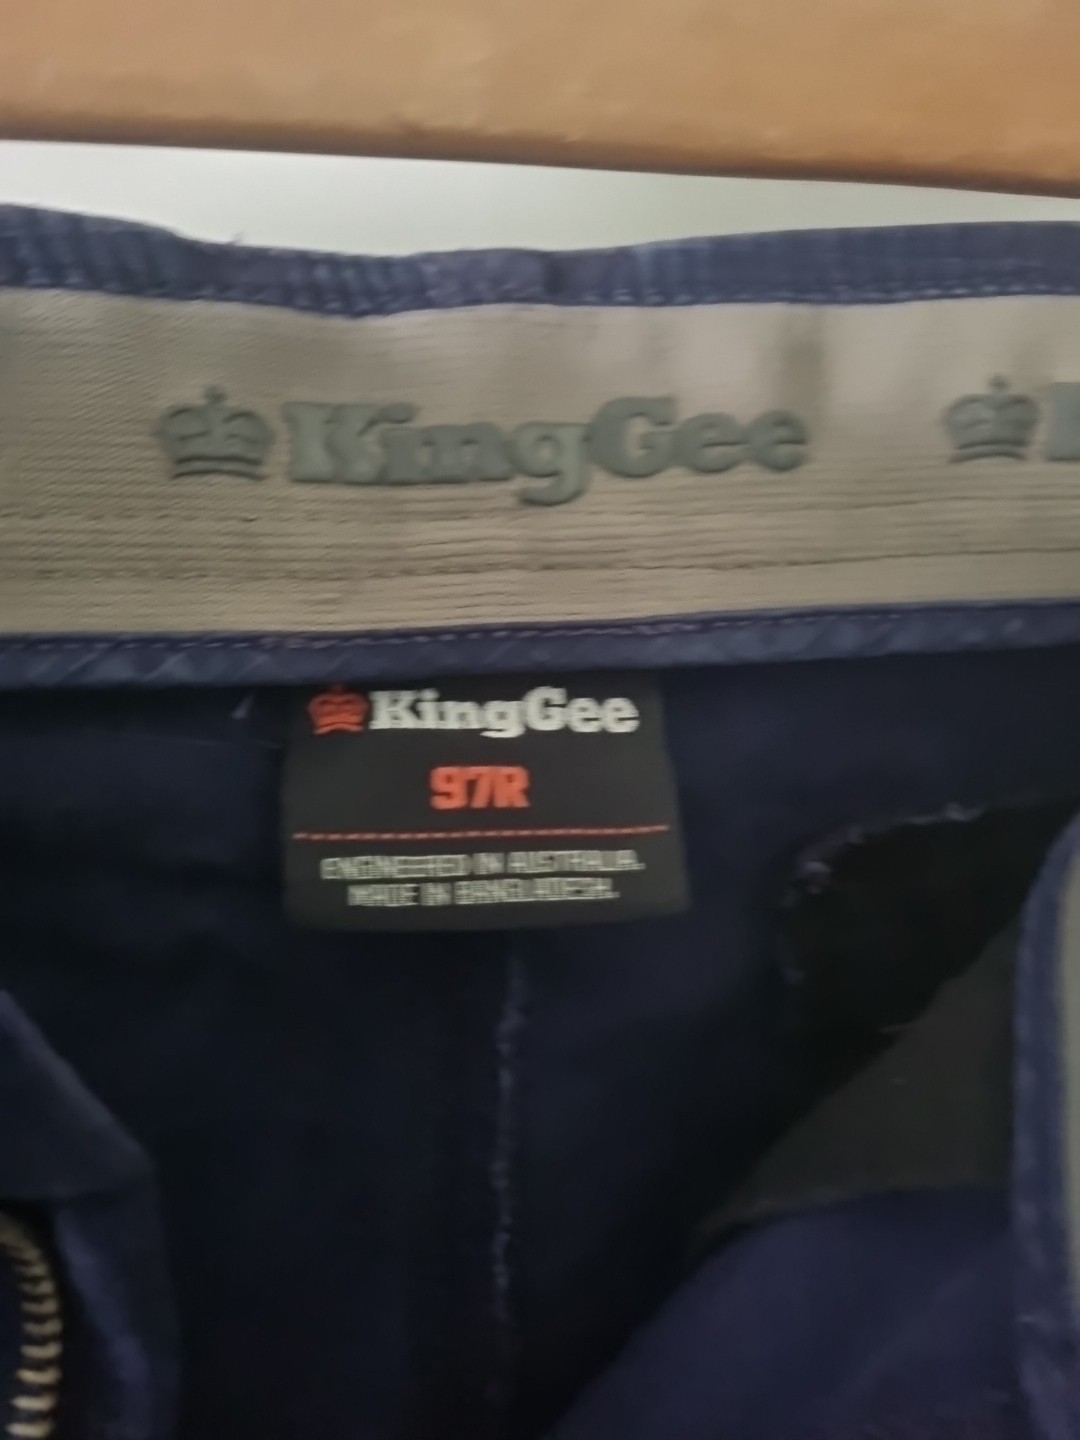 KingGee
KingGee
97R
ENGINEERED IN AUSTRALIA.
MADE IN BANGLADESH.